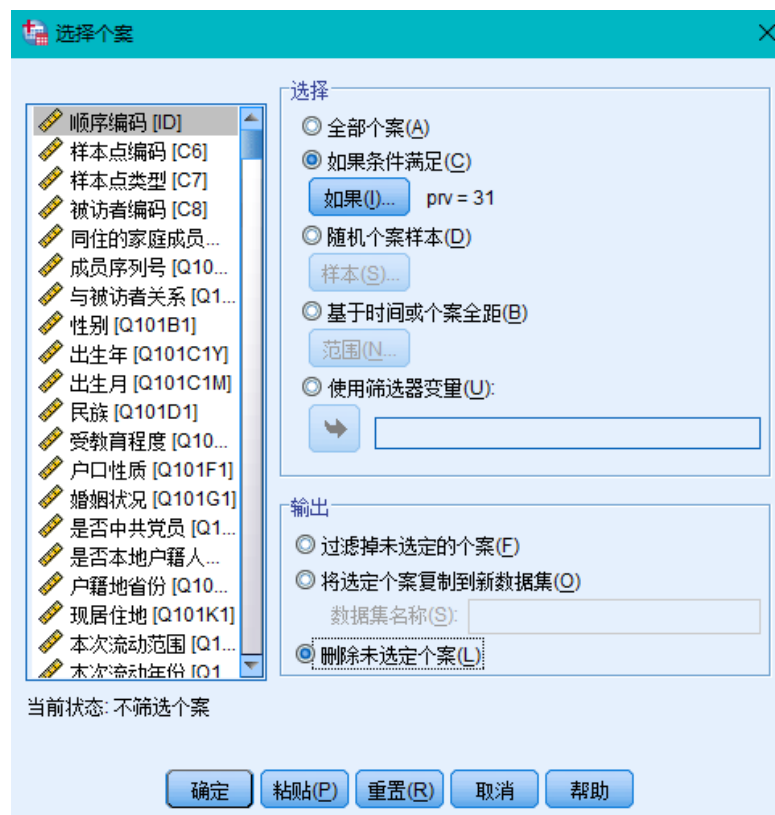 选择个案
顺序编码 [ID]
样本点编码 [C6]
样本点类型 [C7]
被访者编码 [C8]
同住的家庭成员...
成员序列号 [Q10...
与被访者关系 [Q1...
性别 [Q101B1]
出生年 [Q101C1Y]
出生月 [Q101C1M]
民族 [Q101D1]
受教育程度 [Q10...
户口性质 [Q101F1]
婚姻状况 [Q101G1]
是否中共党员 [Q1...
是否本地户籍人...
户籍地省份 [Q10...
现居住地 [Q101K1]
本次流动范围 [Q1...
本次流动年份 [Q1
当前状态: 不筛选个案
选择
全部个案(A)
如果条件满足(C)
如果(I)... prv = 31
随机个案样本(D)
样本(S)...
基于时间或个案全距(B)
范围(N...
使用筛选器变量(U):
输出
过滤掉未选定的个案(F)
将选定个案复制到新数据集(O)
数据集名称(S):
删除未选定个案(L)
确定 粘贴(P) 重置(R) 取消 帮助